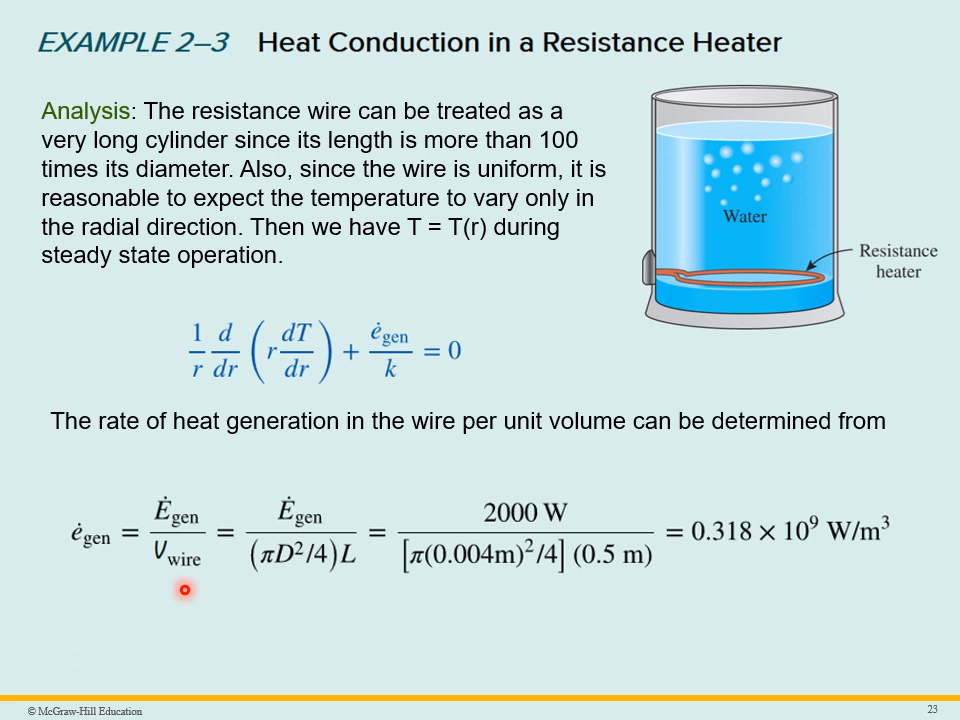 EXAMPLE 2–3 Heat Conduction in a Resistance Heater
Analysis: The resistance wire can be treated as a
very long cylinder since its length is more than 100
times its diameter. Also, since the wire is uniform, it is
reasonable to expect the temperature to vary only in
the radial direction. Then we have T = T(r) during
steady state operation.
Water
Resistance
heater
1/r d/dr (r dT/dr) + ė_gen/k = 0
The rate of heat generation in the wire per unit volume can be determined from
ė_gen = Ė_gen/V_wire = Ė_gen/(πD²/4)L = 2000 W/[π(0.004m)²/4] (0.5 m) = 0.318 × 10⁹ W/m³
© McGraw-Hill Education
23